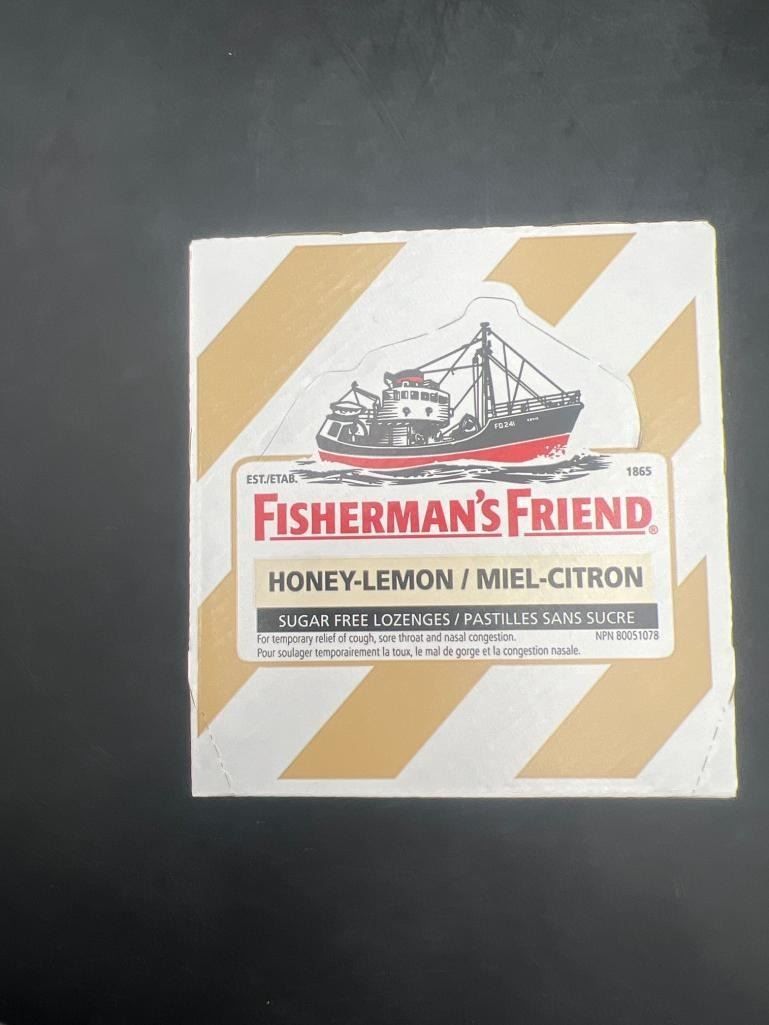 FD 241
EST./ETAB.
1865
FISHERMAN'S FRIEND®
HONEY-LEMON / MIEL-CITRON
SUGAR FREE LOZENGES / PASTILLES SANS SUCRE
For temporary relief of cough, sore throat and nasal congestion. NPN 80051078
Pour soulager temporairement la toux, le mal de gorge et la congestion nasale.